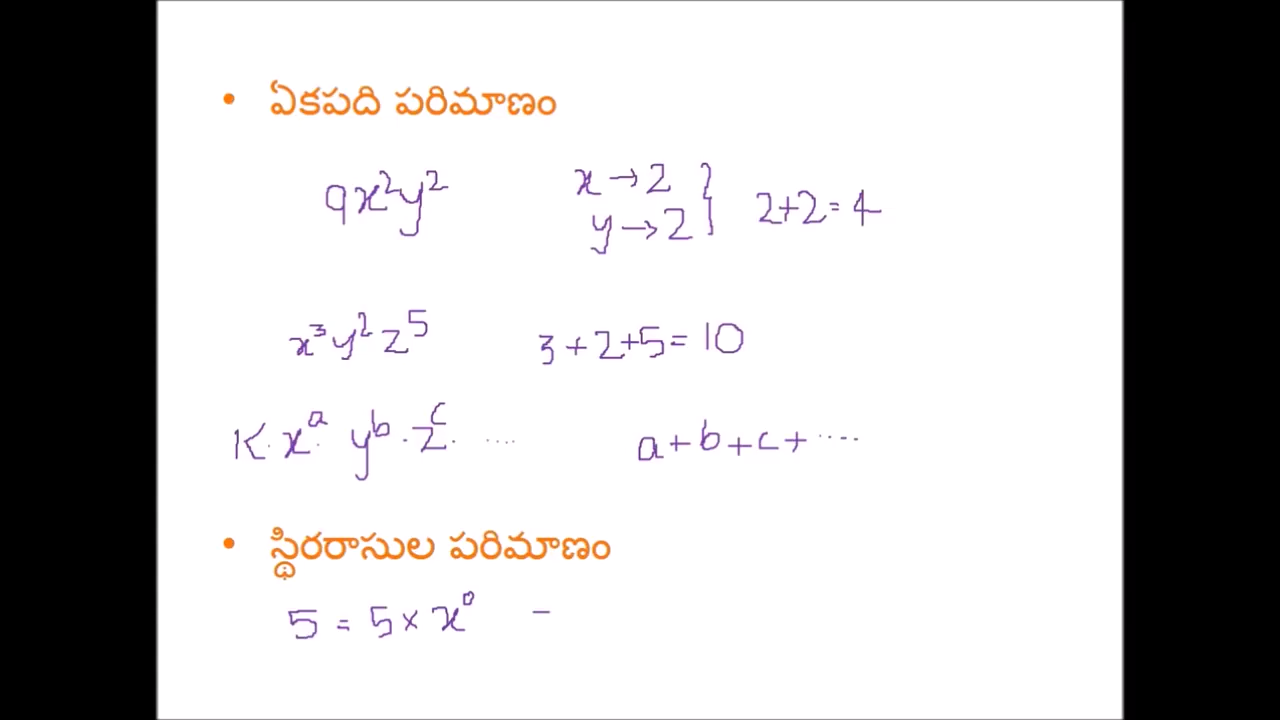 • ఏకపది పరిమాణం
9x²y² x→2 } 2+2=4
y→2
x³y²z⁵ 3+2+5=10
K·xᵃ yᵇ·zᶜ· .... a+b+c+ ....
• స్థిరరాసుల పరిమాణం
5 = 5×x⁰ –